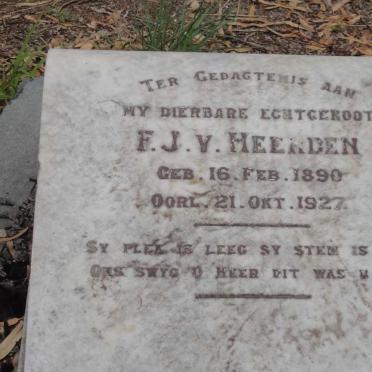 TER GEDAGTENIS AAN
MY DIERBARE ECHTGENOOT
F.J.V. HEERDEN
GEB. 16 FEB. 1890
OORL. 21. OKT. 1927
SY PLEK IS LEEG SY STEM IS
ONS SWYG O HEER DIT WAS U